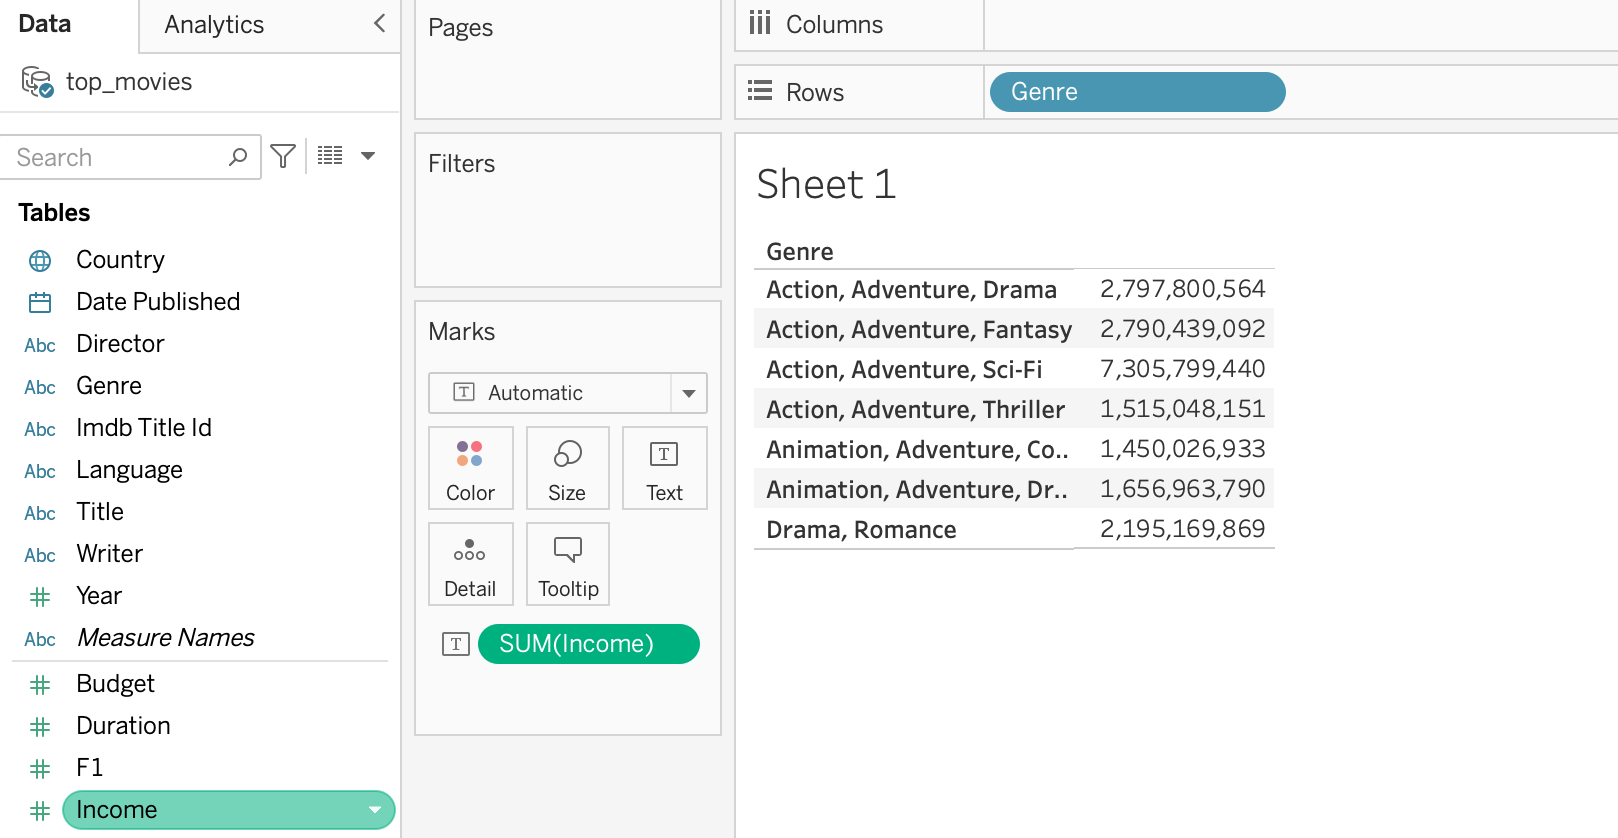 Data
Analytics
top_movies
Search
Tables
Country
Date Published
Abc Director
Abc Genre
Abc Imdb Title Id
Abc Language
Abc Title
Abc Writer
Year
Abc Measure Names
Budget
Duration
F1
Income
Pages
Filters
Marks
T Automatic
Color
Size
T Text
Detail
Tooltip
T SUM(Income)
Columns
Rows Genre
Sheet 1
Genre
Action, Adventure, Drama 2,797,800,564
Action, Adventure, Fantasy 2,790,439,092
Action, Adventure, Sci-Fi 7,305,799,440
Action, Adventure, Thriller 1,515,048,151
Animation, Adventure, Co.. 1,450,026,933
Animation, Adventure, Dr.. 1,656,963,790
Drama, Romance 2,195,169,869